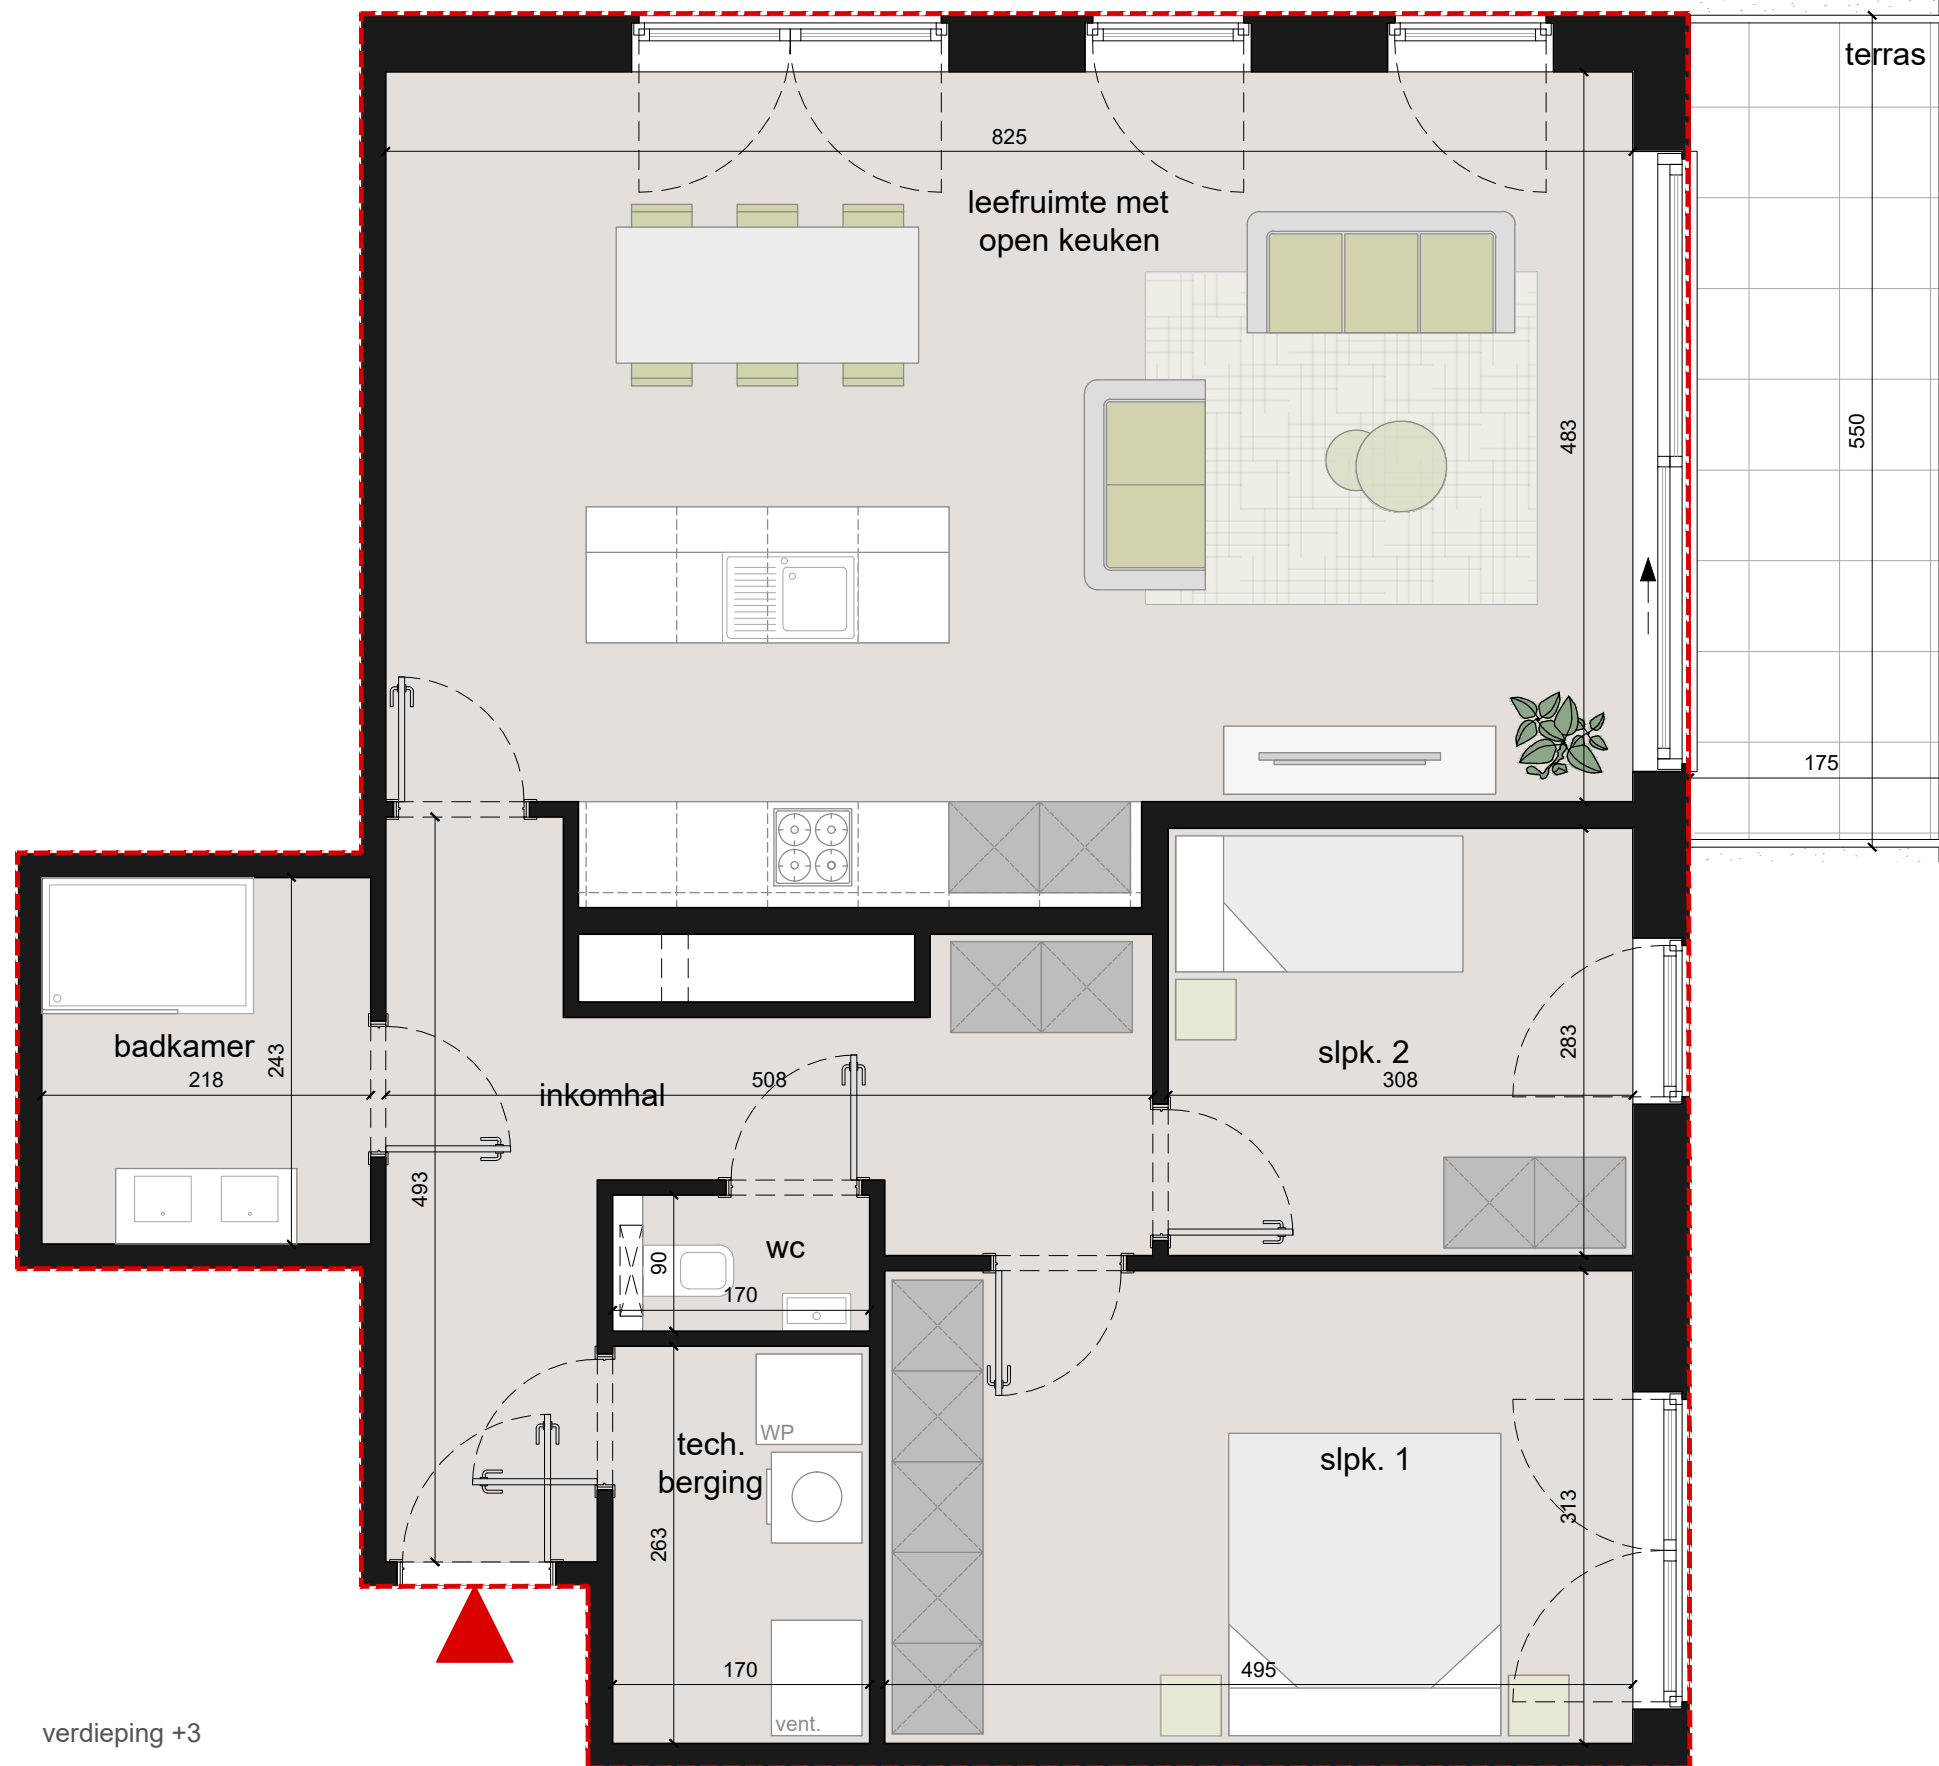 terras
825
leefruimte met
open keuken
483
550
175
badkamer
243
218
inkomhal
508
slpk. 2
283
308
493
wc
90
170
WP
tech.
berging
263
slpk. 1
313
170
495
vent.
verdieping +3